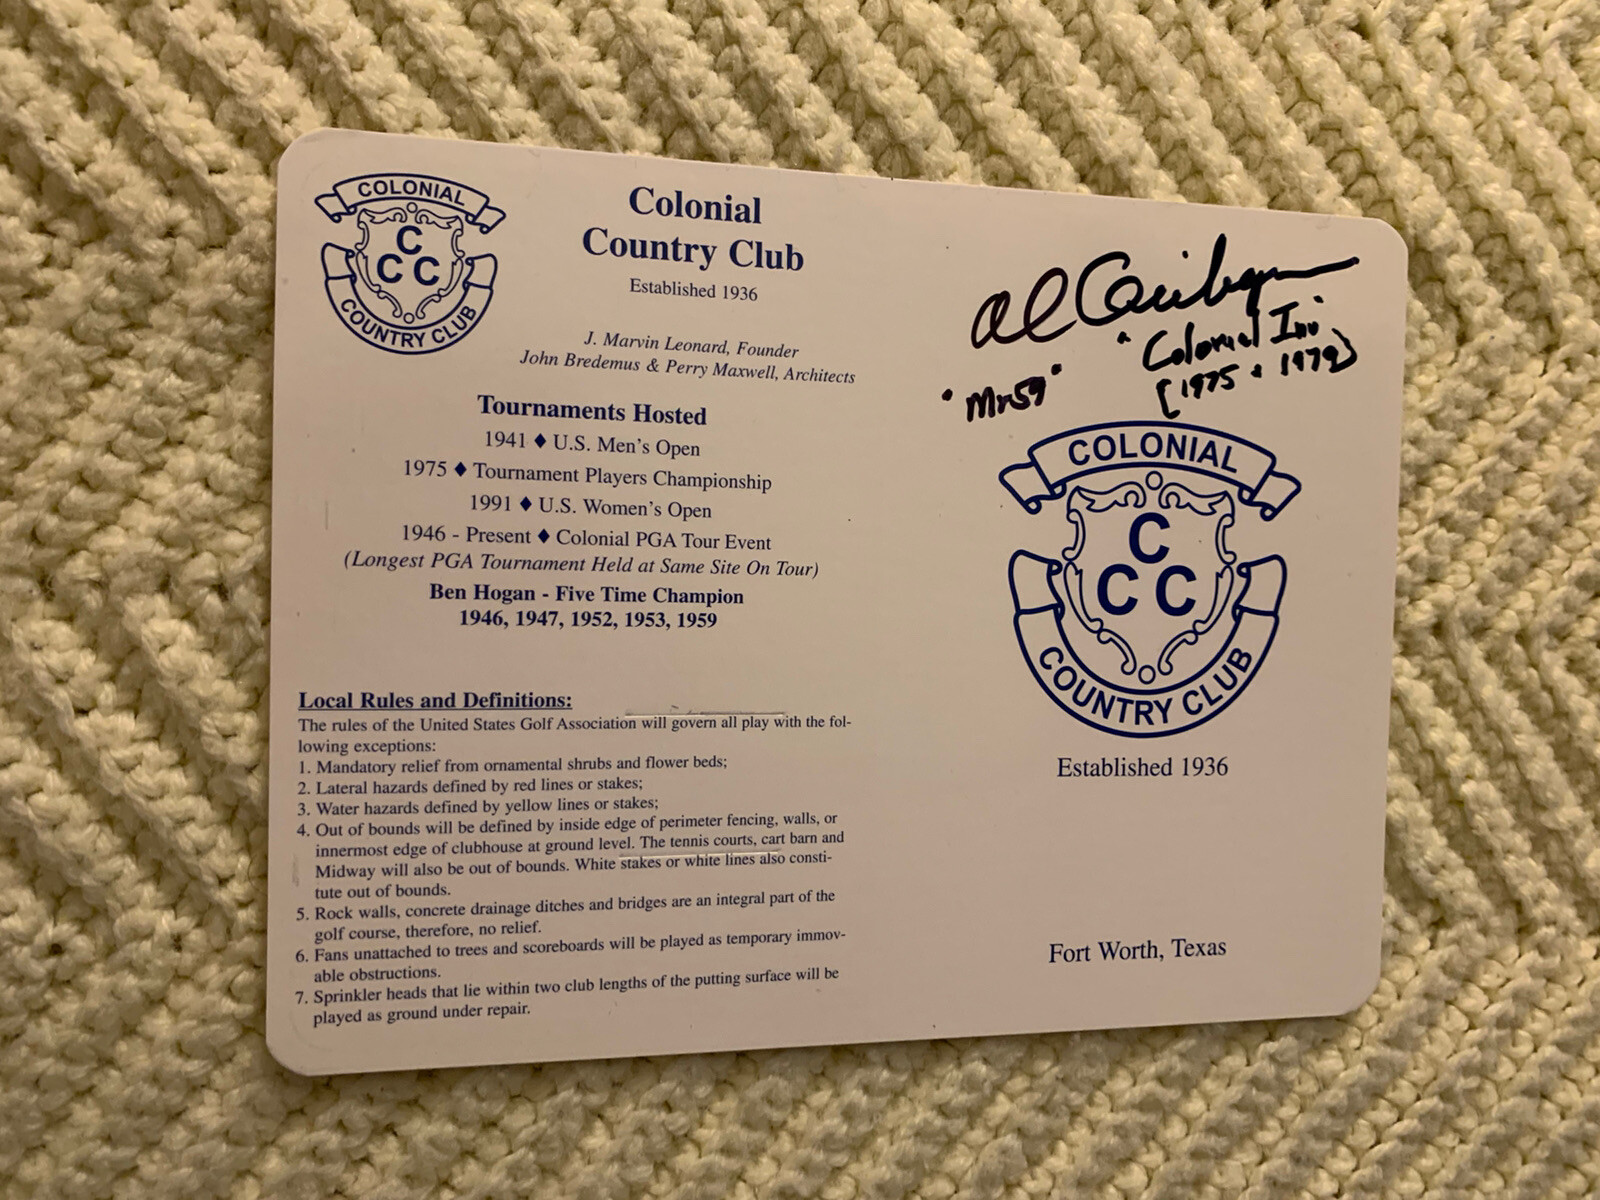 COLONIAL
C
C C
COUNTRY CLUB
Colonial
Country Club
Established 1936
J. Marvin Leonard, Founder
John Bredemus & Perry Maxwell, Architects
Tournaments Hosted
1941 ♦ U.S. Men's Open
1975 ♦ Tournament Players Championship
1991 ♦ U.S. Women's Open
1946 - Present ♦ Colonial PGA Tour Event
(Longest PGA Tournament Held at Same Site On Tour)
Ben Hogan - Five Time Champion
1946, 1947, 1952, 1953, 1959
Local Rules and Definitions:
The rules of the United States Golf Association will govern all play with the fol-
lowing exceptions:
1. Mandatory relief from ornamental shrubs and flower beds;
2. Lateral hazards defined by red lines or stakes;
3. Water hazards defined by yellow lines or stakes;
4. Out of bounds will be defined by inside edge of perimeter fencing, walls, or
innermost edge of clubhouse at ground level. The tennis courts, cart barn and
Midway will also be out of bounds. White stakes or white lines also consti-
tute out of bounds.
5. Rock walls, concrete drainage ditches and bridges are an integral part of the
golf course, therefore, no relief.
6. Fans unattached to trees and scoreboards will be played as temporary immov-
able obstructions.
7. Sprinkler heads that lie within two club lengths of the putting surface will be
played as ground under repair.
Al Geiberger
"Mr 59"
"Colonial Inv"
[1975 & 1979]
COLONIAL
C
C C
COUNTRY CLUB
Established 1936
Fort Worth, Texas